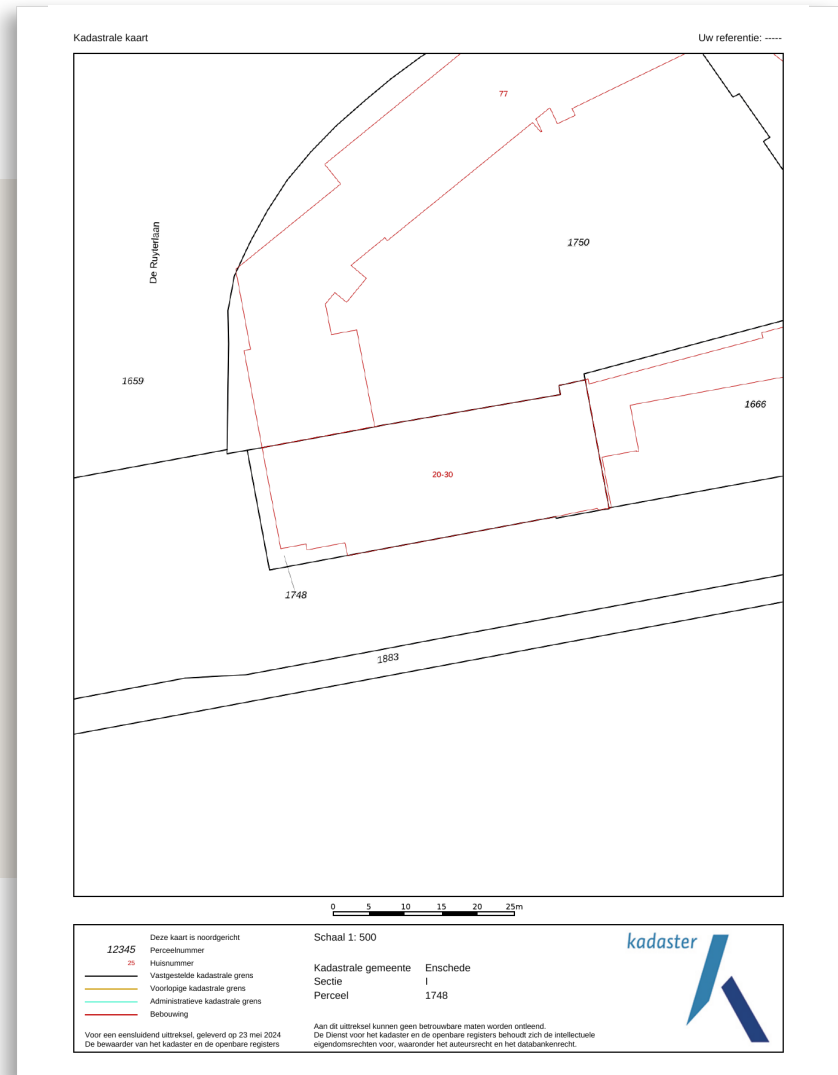 Kadastrale kaart
Uw referentie: -----
77
De Ruyterlaan
1750
1659
1666
20-30
1748
1883
0 5 10 15 20 25m
Deze kaart is noordgericht
12345 Perceelnummer
25 Huisnummer
Vastgestelde kadastrale grens
Voorlopige kadastrale grens
Administratieve kadastrale grens
Bebouwing
Voor een eensluidend uittreksel, geleverd op 23 mei 2024
De bewaarder van het kadaster en de openbare registers
Schaal 1: 500
Kadastrale gemeente Enschede
Sectie I
Perceel 1748
Aan dit uittreksel kunnen geen betrouwbare maten worden ontleend.
De Dienst voor het kadaster en de openbare registers behoudt zich de intellectuele
eigendomsrechten voor, waaronder het auteursrecht en het databankenrecht.
kadaster